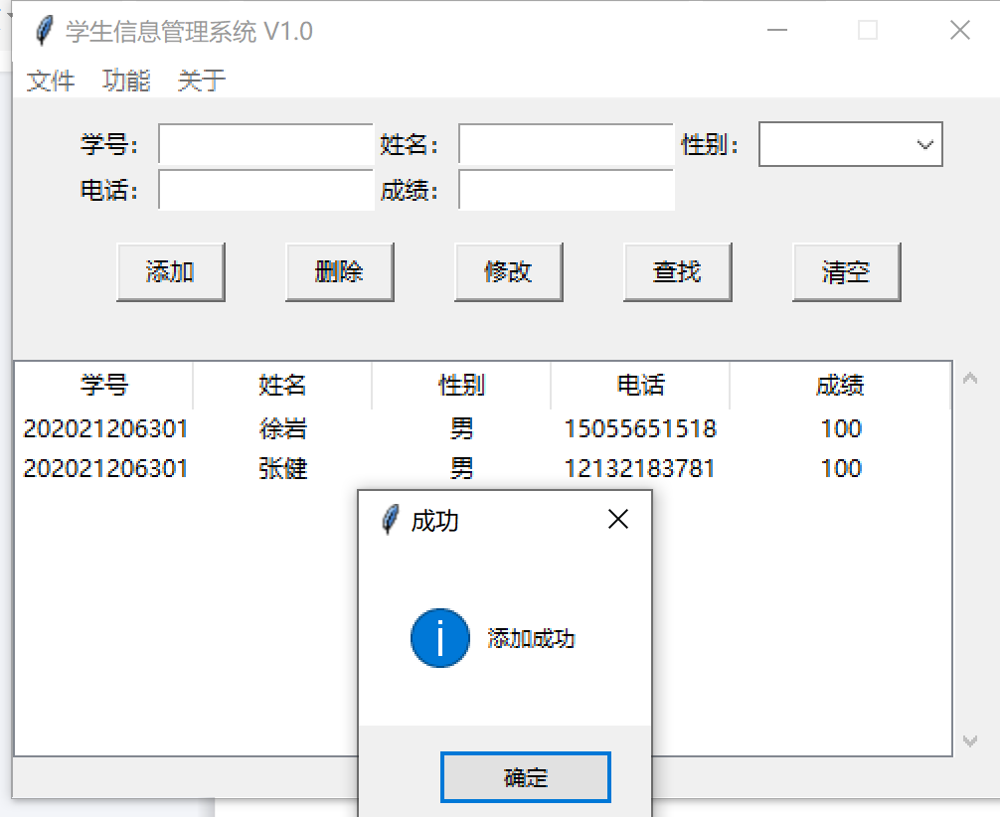 学生信息管理系统 V1.0
文件 功能 关于
学号： 姓名： 性别：
电话： 成绩：
添加 删除 修改 查找 清空
学号 姓名 性别 电话 成绩
202021206301 徐岩 男 15055651518 100
202021206301 张健 男 12132183781 100
成功
添加成功
确定